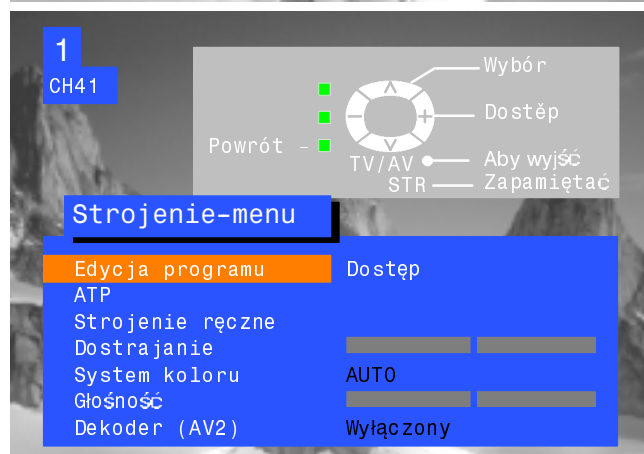 1
CH41
Wybór
Dostěp
Powrót -
TV/AV Aby wyjść
STR Zapamiętać
Strojenie-menu
Edycja programu Dostęp
ATP
Strojenie ręczne
Dostrajanie
System koloru AUTO
Głośność
Dekoder (AV2) Wyłączony